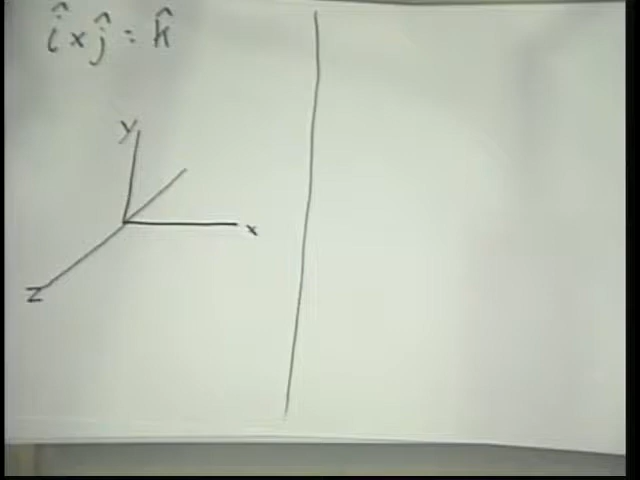 î × ĵ = k̂
y
x
z